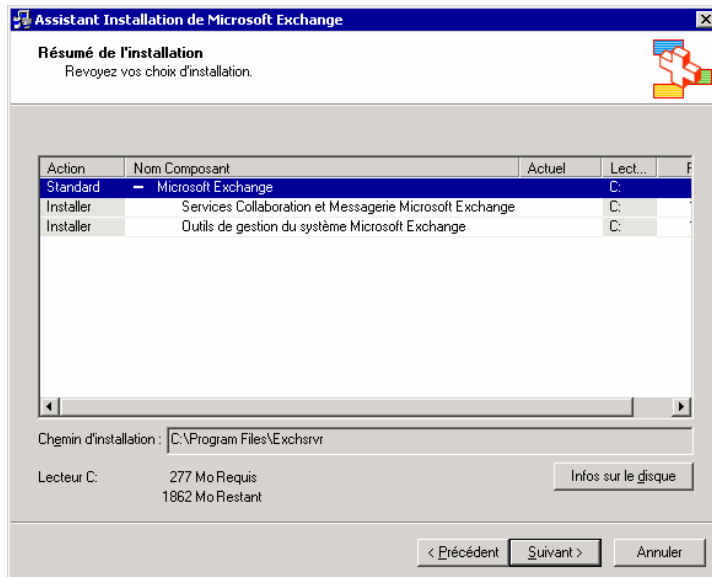 Assistant Installation de Microsoft Exchange
Résumé de l'installation
Revoyez vos choix d'installation.
Action Nom Composant Actuel Lect... F
Standard Microsoft Exchange C:
Installer Services Collaboration et Messagerie Microsoft Exchange C:
Installer Outils de gestion du système Microsoft Exchange C:
Chemin d'installation : C:\Program Files\Exchsrvr
Lecteur C: 277 Mo Requis Infos sur le disque
1862 Mo Restant
< Précédent Suivant > Annuler